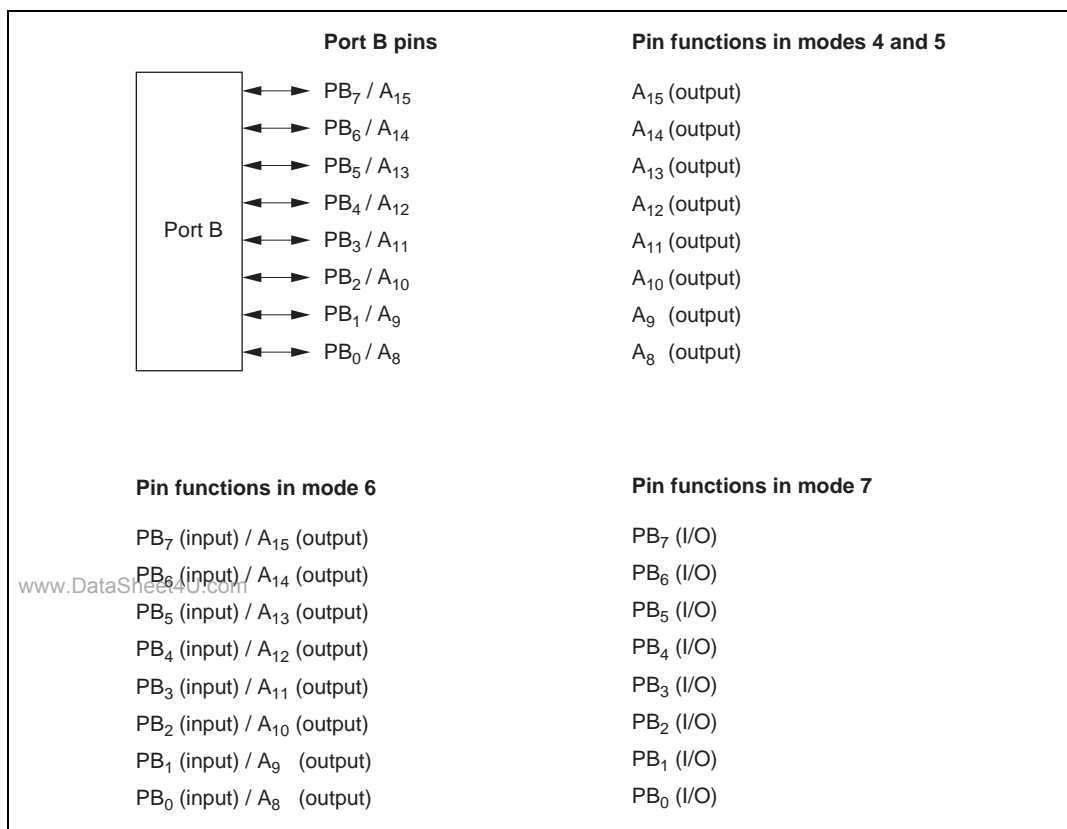 Port B pins    Pin functions in modes 4 and 5
PB7 / A15    A15 (output)
PB6 / A14    A14 (output)
PB5 / A13    A13 (output)
PB4 / A12    A12 (output)
Port B
PB3 / A11    A11 (output)
PB2 / A10    A10 (output)
PB1 / A9    A9 (output)
PB0 / A8    A8 (output)
Pin functions in mode 6    Pin functions in mode 7
PB7 (input) / A15 (output)    PB7 (I/O)
PB6 (input) / A14 (output)    PB6 (I/O)
www.DataSheet4U.com
PB5 (input) / A13 (output)    PB5 (I/O)
PB4 (input) / A12 (output)    PB4 (I/O)
PB3 (input) / A11 (output)    PB3 (I/O)
PB2 (input) / A10 (output)    PB2 (I/O)
PB1 (input) / A9 (output)    PB1 (I/O)
PB0 (input) / A8 (output)    PB0 (I/O)